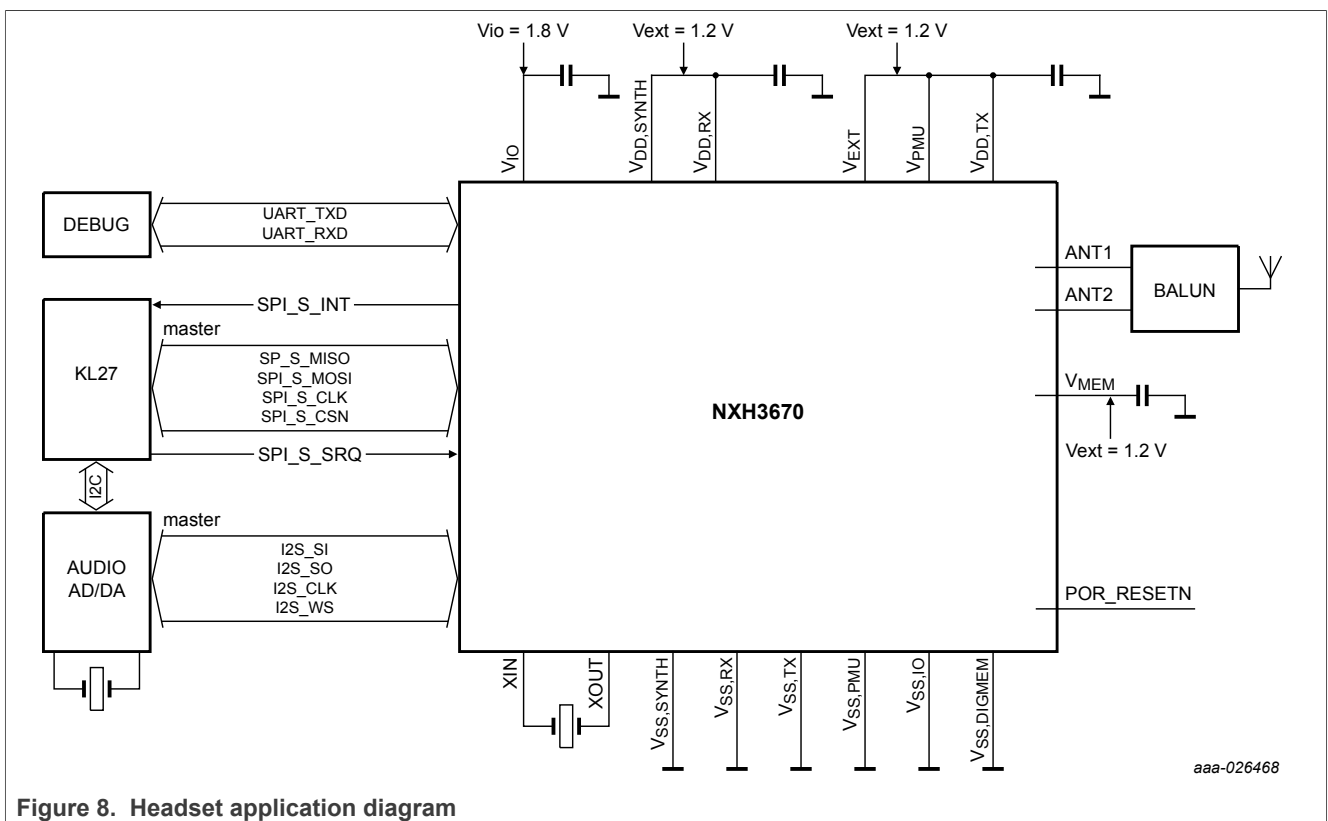 Vio = 1.8 V
Vext = 1.2 V
Vext = 1.2 V
VIO
VDD,SYNTH
VDD,RX
VEXT
VPMU
VDD,TX
DEBUG
UART_TXD
UART_RXD
SPI_S_INT
master
KL27
SP_S_MISO
SPI_S_MOSI
SPI_S_CLK
SPI_S_CSN
SPI_S_SRQ
I2C
master
AUDIO
AD/DA
I2S_SI
I2S_SO
I2S_CLK
I2S_WS
NXH3670
ANT1
ANT2
BALUN
VMEM
Vext = 1.2 V
POR_RESETN
XIN
XOUT
VSS,SYNTH
VSS,RX
VSS,TX
VSS,PMU
VSS,IO
VSS,DIGMEM
aaa-026468
Figure 8. Headset application diagram